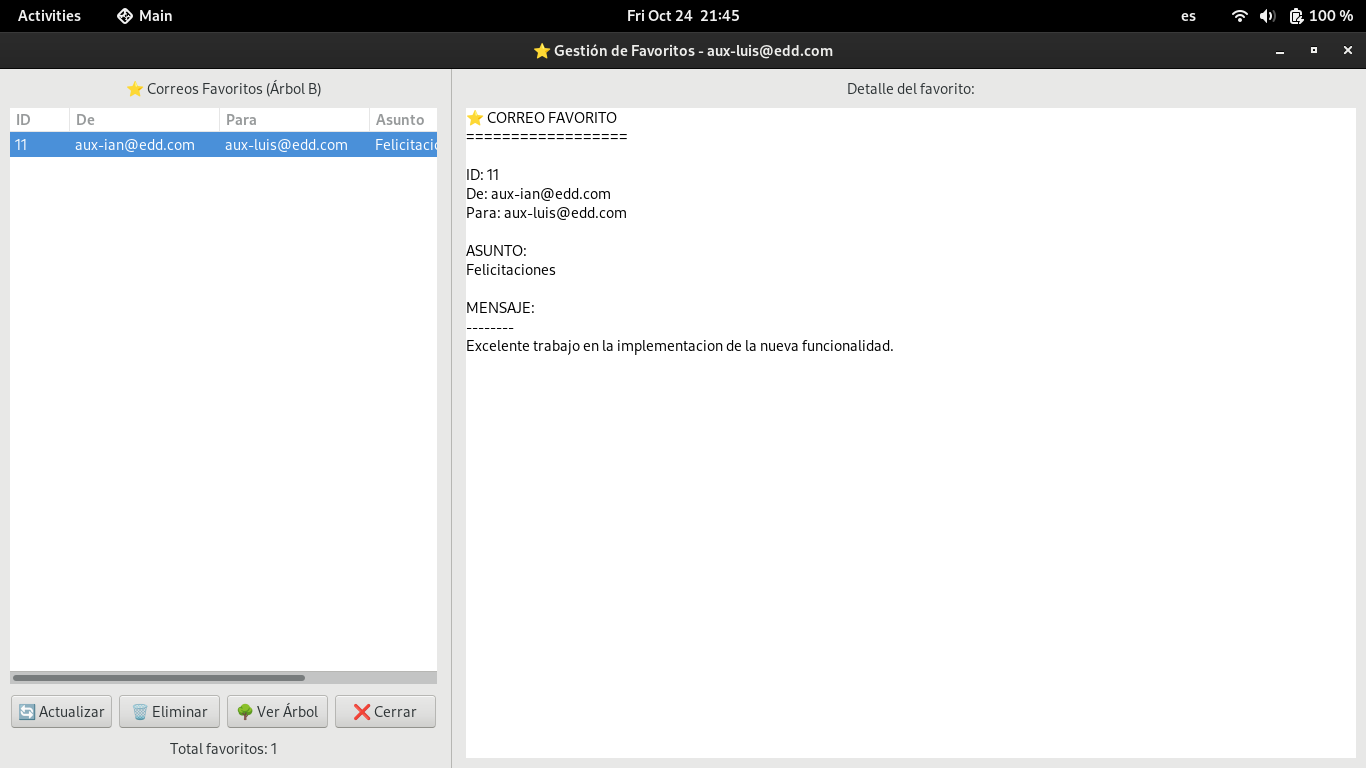 Activities Main Fri Oct 24 21:45 es 100 %
⭐ Gestión de Favoritos - aux-luis@edd.com
⭐ Correos Favoritos (Árbol B)
ID De Para Asunto
11 aux-ian@edd.com aux-luis@edd.com Felicitacio
🔄 Actualizar 🗑️ Eliminar 🌳 Ver Árbol ❌ Cerrar
Total favoritos: 1
Detalle del favorito:
⭐ CORREO FAVORITO
==================
ID: 11
De: aux-ian@edd.com
Para: aux-luis@edd.com
ASUNTO:
Felicitaciones
MENSAJE:
--------
Excelente trabajo en la implementacion de la nueva funcionalidad.